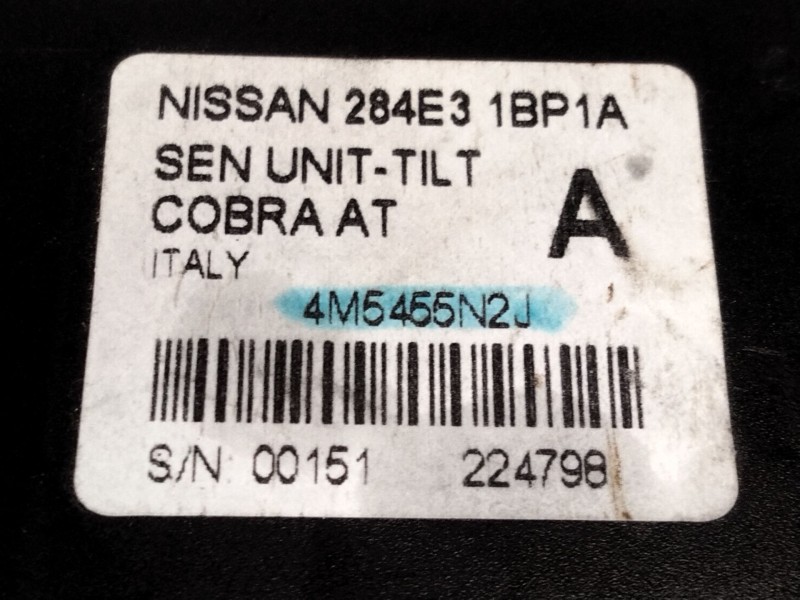 NISSAN 284E3 1BP1A
SEN UNIT-TILT
COBRA AT
A
ITALY
4M5455N2J
S/N: 00151 224798